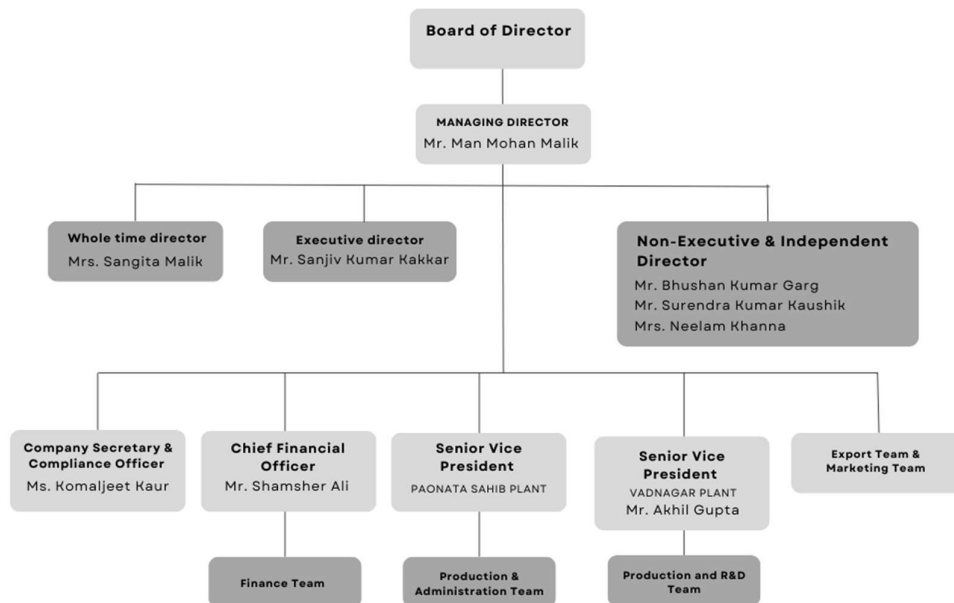 Board of Director
MANAGING DIRECTOR
Mr. Man Mohan Malik
Whole time director
Mrs. Sangita Malik
Executive director
Mr. Sanjiv Kumar Kakkar
Non-Executive & Independent
Director
Mr. Bhushan Kumar Garg
Mr. Surendra Kumar Kaushik
Mrs. Neelam Khanna
Company Secretary &
Compliance Officer
Ms. Komaljeet Kaur
Chief Financial
Officer
Mr. Shamsher Ali
Senior Vice
President
PAONATA SAHIB PLANT
Senior Vice
President
VADNAGAR PLANT
Mr. Akhil Gupta
Export Team &
Marketing Team
Finance Team
Production &
Administration Team
Production and R&D
Team